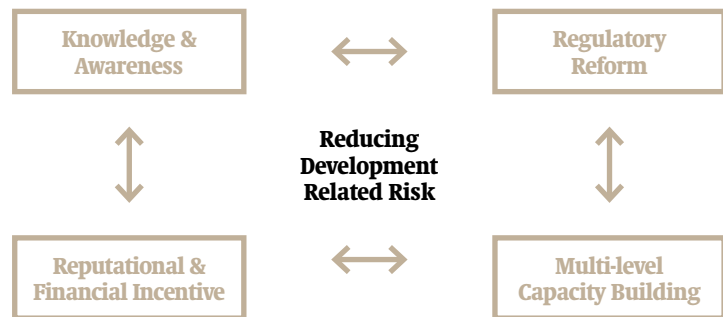 Knowledge &
Awareness
Regulatory
Reform
Reducing
Development
Related Risk
Reputational &
Financial Incentive
Multi-level
Capacity Building